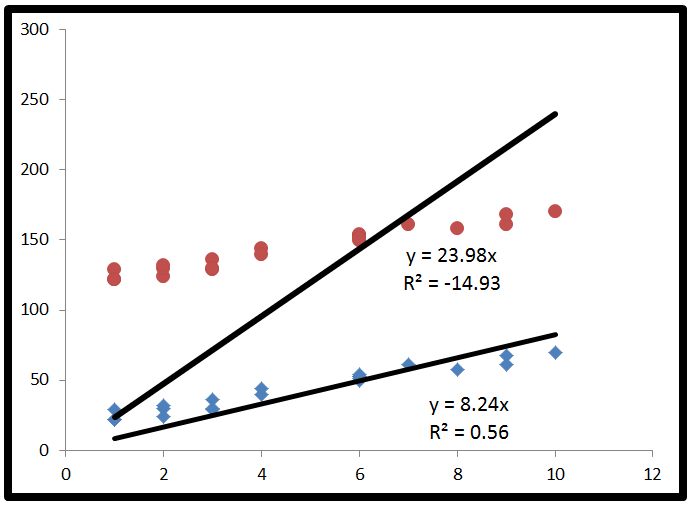 300
250
200
150
100
50
0
y = 23.98x
R² = -14.93
y = 8.24x
R² = 0.56
0 2 4 6 8 10 12